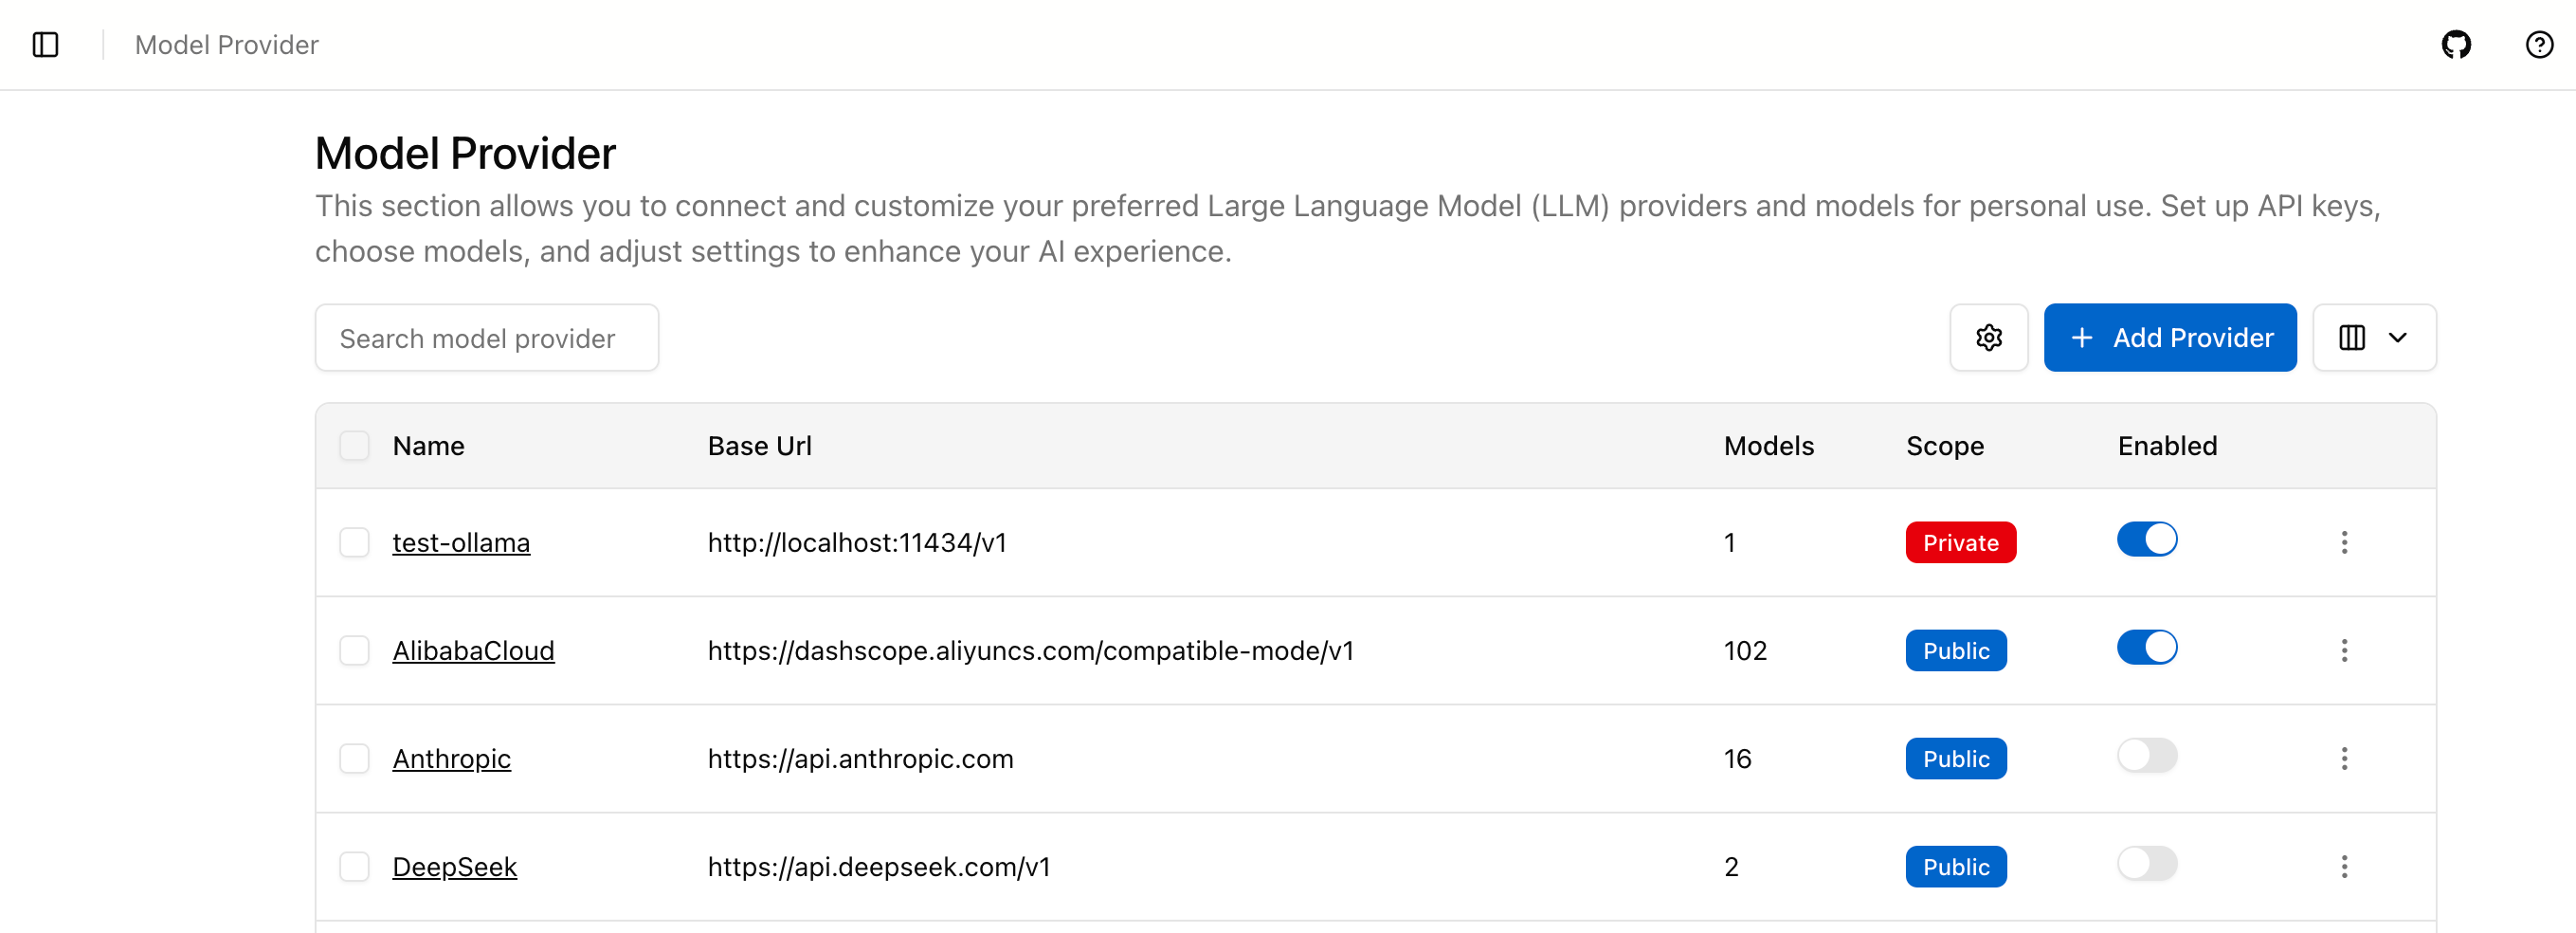 Model Provider
Model Provider
This section allows you to connect and customize your preferred Large Language Model (LLM) providers and models for personal use. Set up API keys,
choose models, and adjust settings to enhance your AI experience.
Search model provider
Add Provider
Name Base Url Models Scope Enabled
test-ollama http://localhost:11434/v1 1 Private
AlibabaCloud https://dashscope.aliyuncs.com/compatible-mode/v1 102 Public
Anthropic https://api.anthropic.com 16 Public
DeepSeek https://api.deepseek.com/v1 2 Public